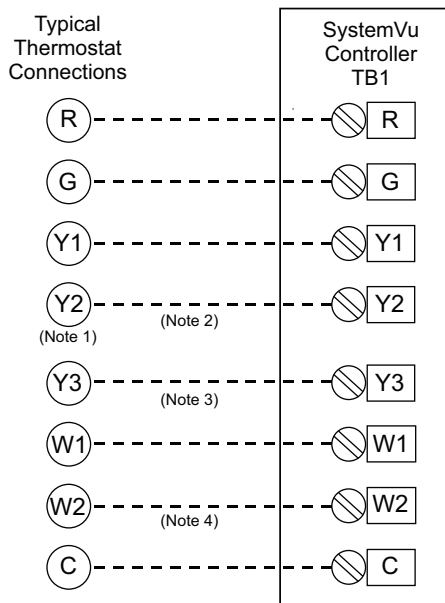 Typical
Thermostat
Connections
SystemVu
Controller
TB1
R R
G G
Y1 Y1
Y2 Y2
(Note 1) (Note 2)
Y3 Y3
(Note 3)
W1 W1
W2 W2
(Note 4)
C C